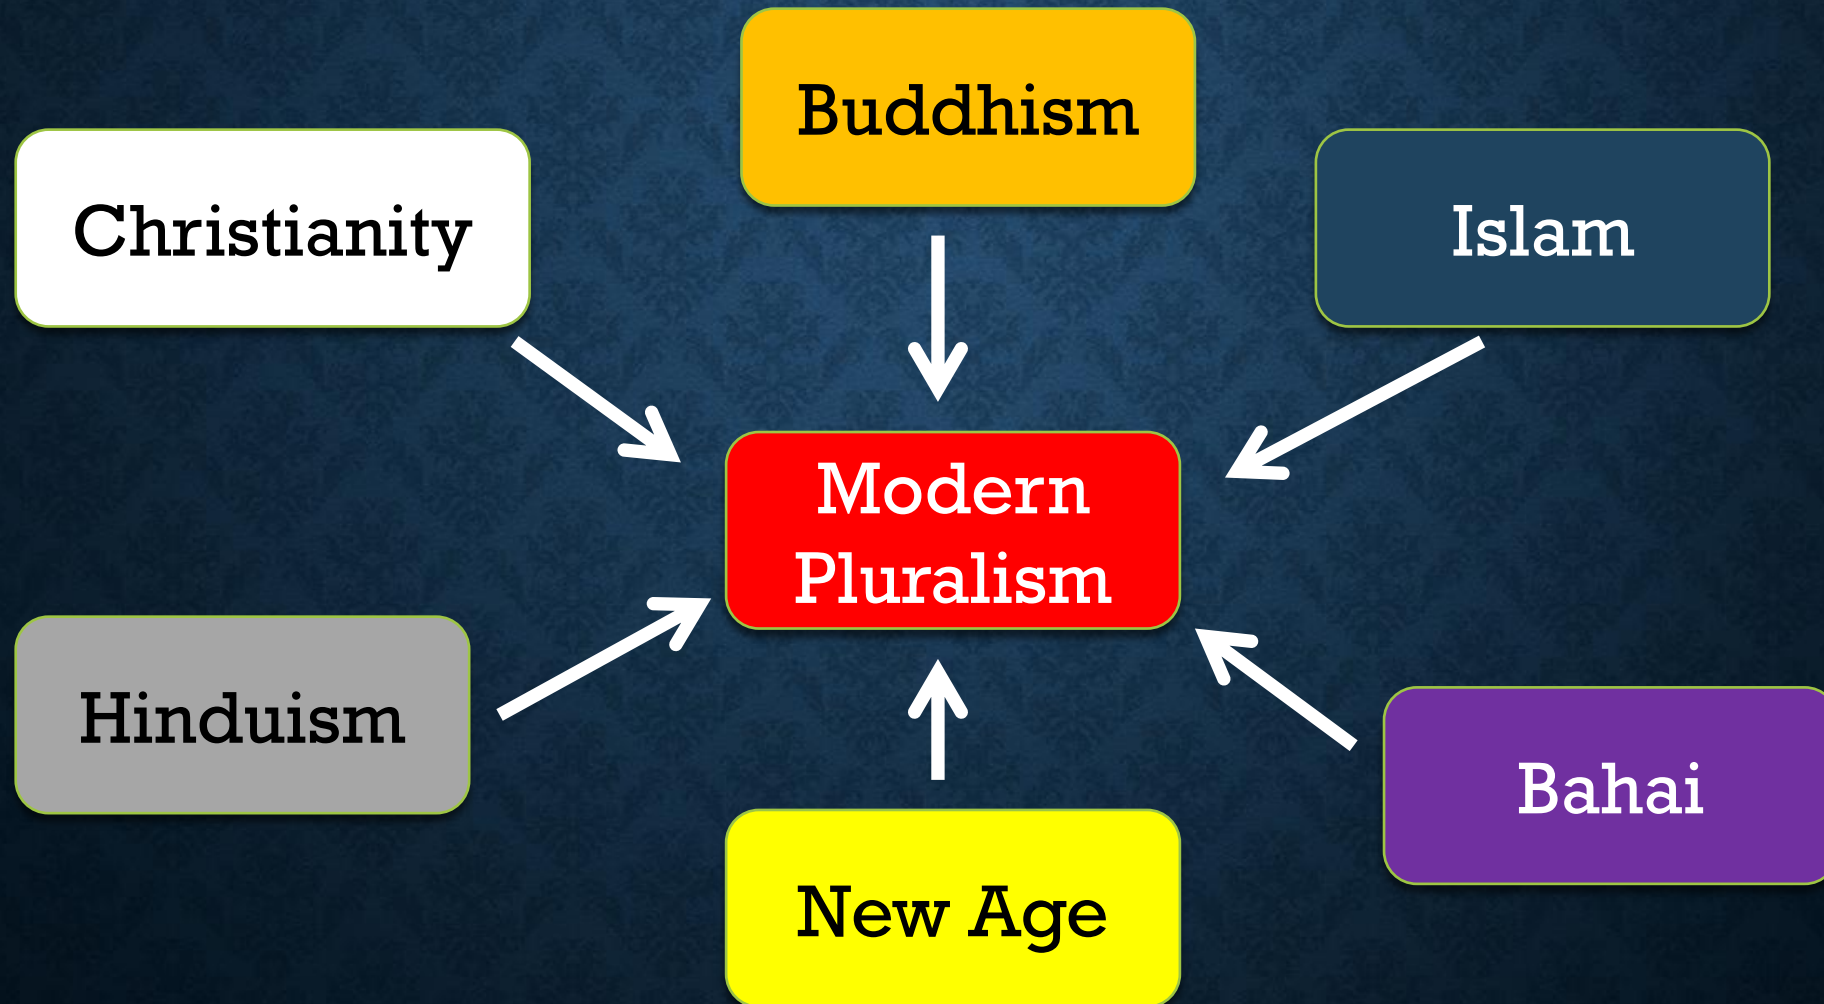 Buddhism
Christianity
Islam
Modern
Pluralism
Hinduism
Bahai
New Age